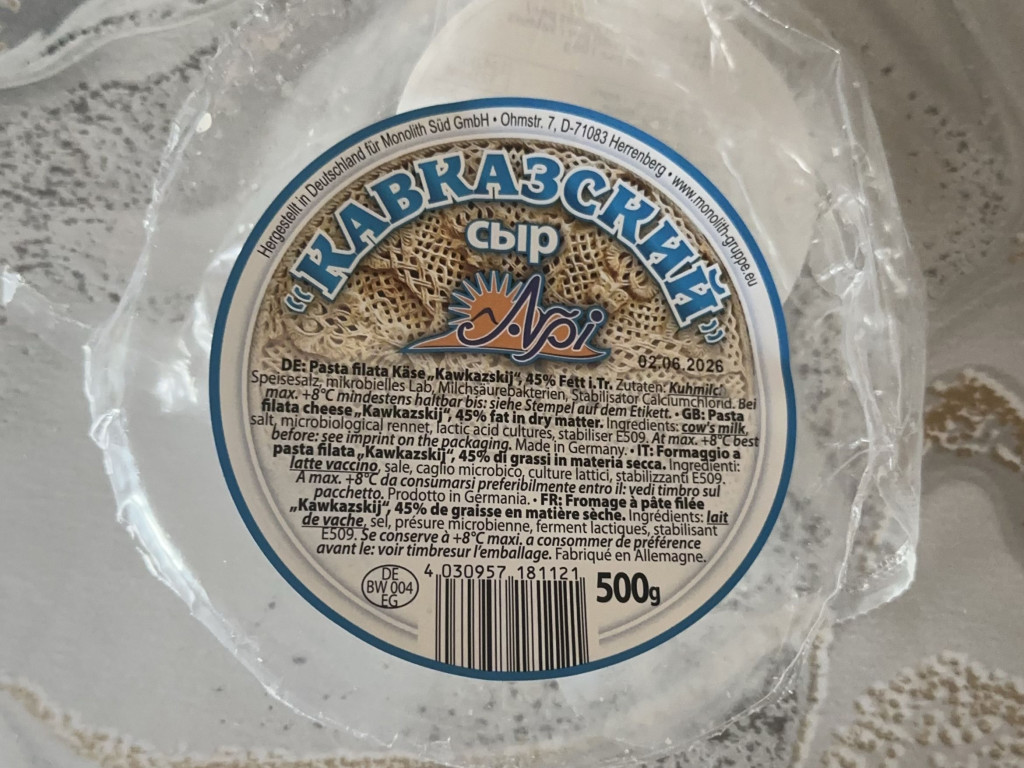 Hergestellt in Deutschland für Monolith Süd GmbH • Ohmstr. 7, D-71083 Herrenberg • www.monolith-gruppe.eu
“КАВКАЗСКИЙ”
сыр
Арі
02.06.2026
DE: Pasta filata Käse „Kawkazskij“, 45% Fett i.Tr. Zutaten: Kuhmilch,
Speisesalz, mikrobielles Lab, Milchsäurebakterien, Stabilisator Calciumchlorid. Bei
max. +8°C mindestens haltbar bis: siehe Stempel auf dem Etikett. • GB: Pasta
filata cheese „Kawkazskij“, 45% fat in dry matter. Ingredients: cow's milk,
salt, microbiological rennet, lactic acid cultures, stabiliser E509. At max. +8°C best
before: see imprint on the packaging. Made in Germany. • IT: Formaggio a
pasta filata „Kawkazskij“, 45% di grassi in materia secca. Ingredienti:
latte vaccino, sale, caglio microbico, culture lattici, stabilizzanti E509.
A max. +8°C da consumarsi preferibilmente entro il: vedi timbro sul
pacchetto. Prodotto in Germania. • FR: Fromage à pâte filée
„Kawkazskij“, 45% de graisse en matière sèche. Ingrédients: lait
de vache, sel, présure microbienne, ferment lactiques, stabilisant
E509. Se conserve à +8°C maxi, a consommer de préférence
avant le: voir timbresur l'emballage. Fabriqué en Allemagne.
DE
BW 004
EG
4 030957 181121
500g